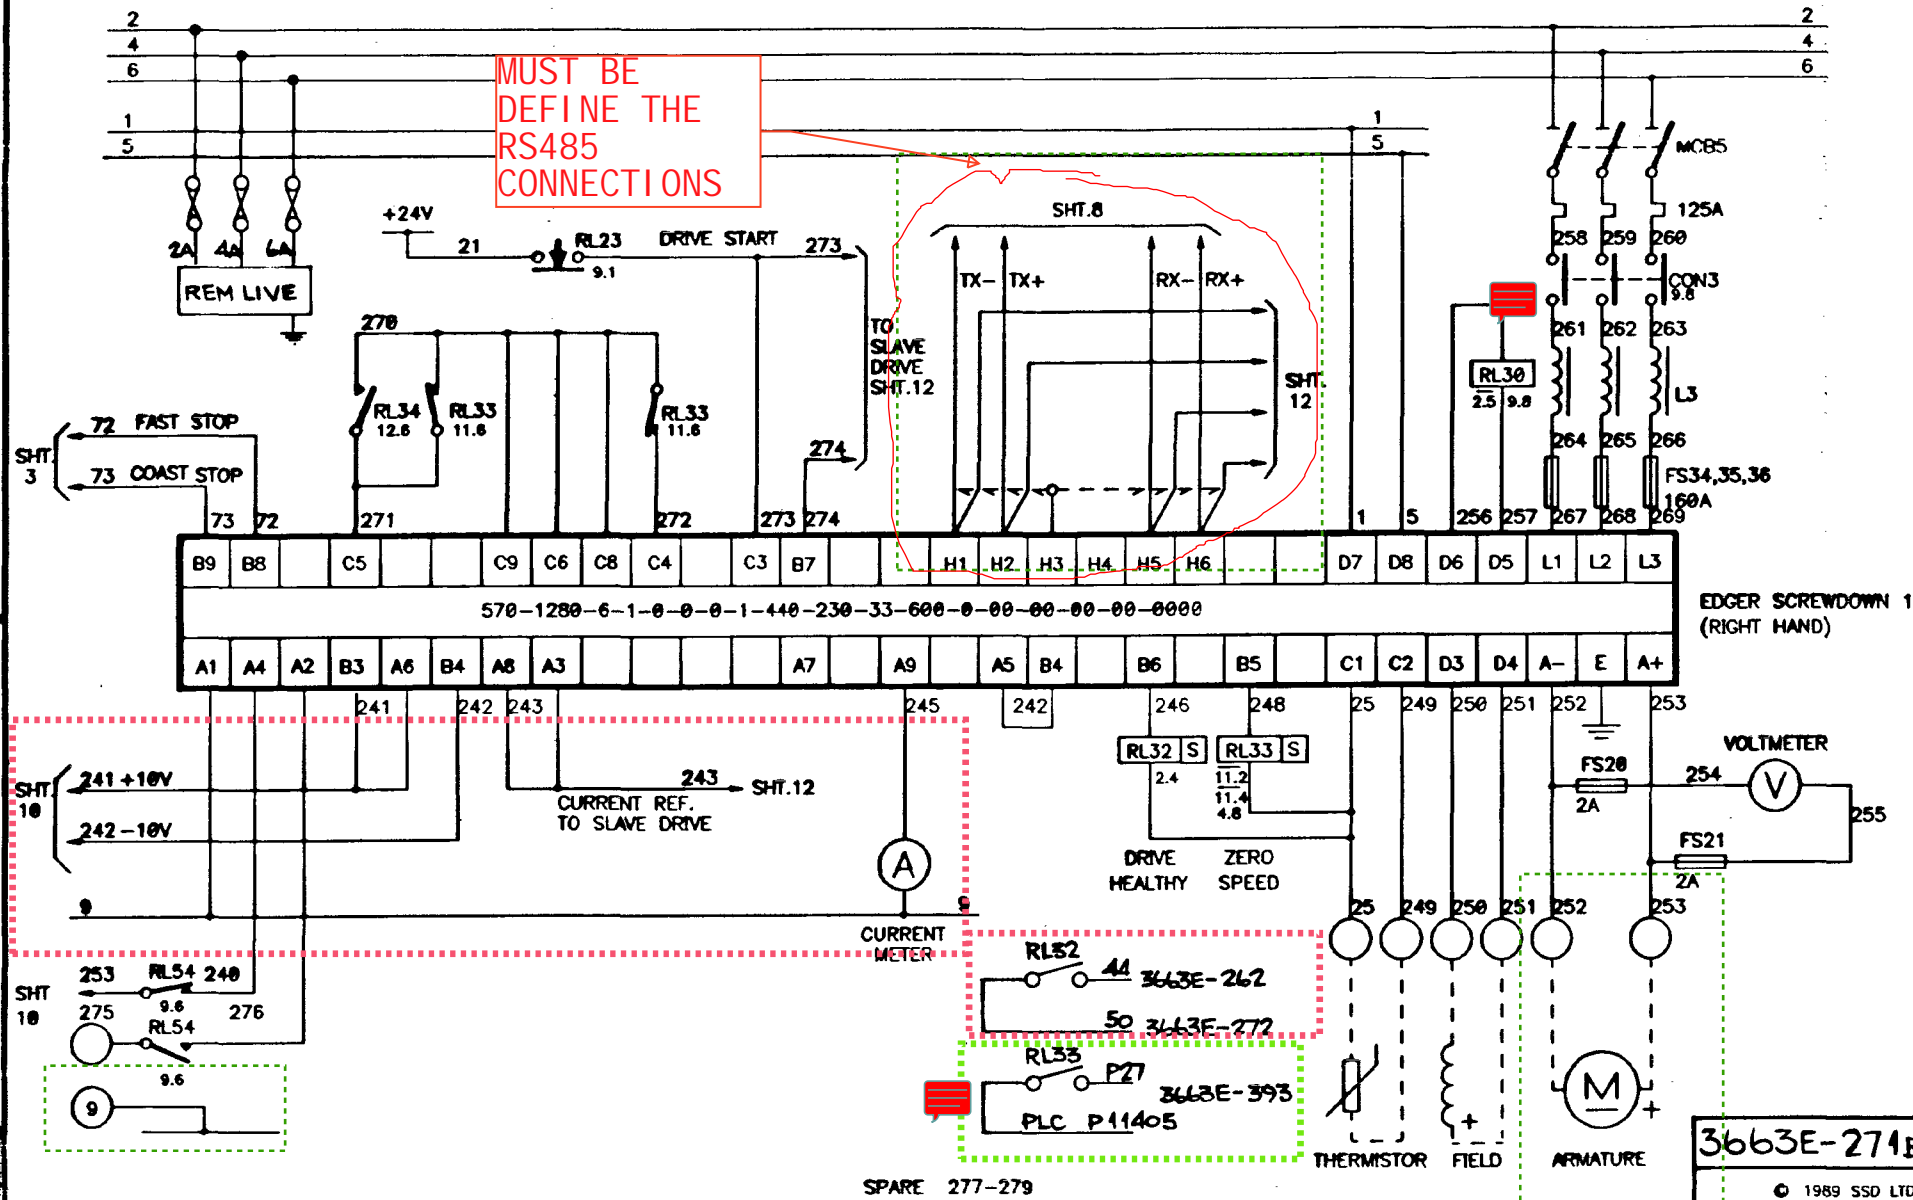 2
2
4
4
6
6
MUST BE
DEFINE THE
RS485
CONNECTIONS
1
1
5
5
MCB5
125A
SHT.8
+24V
21
RL23
9.1
DRIVE START
273
2A
4A
6A
REM LIVE
258
259
260
TX-
TX+
RX-
RX+
CON3
9.8
270
TO
SLAVE
DRIVE
SHT.12
261
262
263
RL30
2.5
9.8
L3
SHT.
12
RL34
12.6
RL33
11.6
RL33
11.6
SHT.
3
72 FAST STOP
73 COAST STOP
274
264
265
266
FS34,35,36
160A
73
72
271
272
273
274
1
5
256
257
267
268
269
B9
B8
C5
C9
C6
C8
C4
C3
B7
H1
H2
H3
H4
H5
H6
D7
D8
D6
D5
L1
L2
L3
570-1280-6-1-0-0-0-1-440-230-33-600-0-00-00-00-00-0000
EDGER SCREWDOWN 1
(RIGHT HAND)
A1
A4
A2
B3
A6
B4
A8
A3
A7
A9
A5
B4
B6
B5
C1
C2
D3
D4
A-
E
A+
241
242
243
245
242
246
248
25
249
250
251
252
253
RL32
S
2.4
RL33
S
11.2
11.4
4.8
SHT.
10
241 +10V
242 -10V
243
SHT.12
CURRENT REF.
TO SLAVE DRIVE
VOLTMETER
FS20
2A
254
V
255
FS21
2A
A
DRIVE
HEALTHY
ZERO
SPEED
9
9
CURRENT
METER
25
249
250
251
252
253
SHT
10
253
RL54
9.6
240
275
276
RL54
9.6
9
RL32
44
3663E-262
50
3663E-272
RL33
P27
3663E-393
PLC P11405
M
+
+
THERMISTOR
FIELD
ARMATURE
3663E-271E
SPARE 277-279
© 1989 SSD LTD